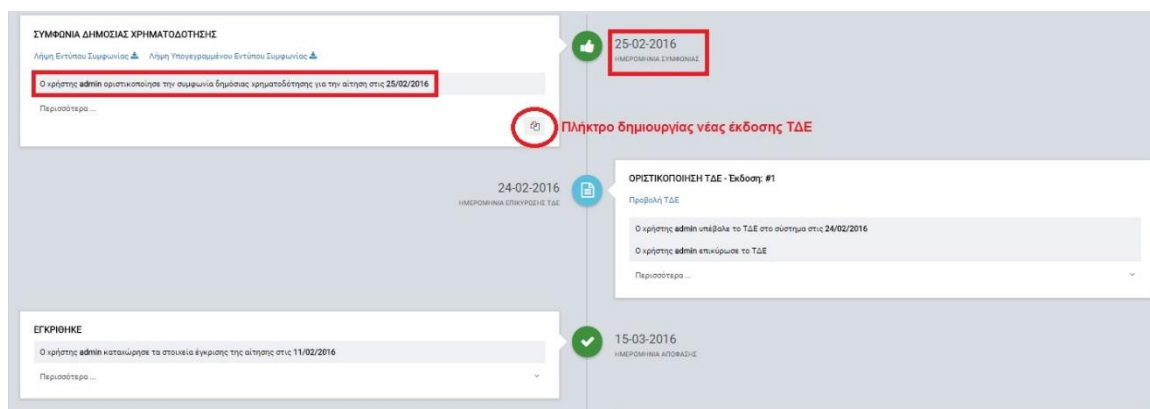 ΣΥΜΦΩΝΙΑ ΔΗΜΟΣΙΑΣ ΧΡΗΜΑΤΟΔΟΤΗΣΗΣ
Λήψη Εντύπου Συμφωνίας Λήψη Υπογεγραμμένου Εντύπου Συμφωνίας
Ο χρήστης admin οριστικοποίησε την συμφωνία δημόσιας χρηματοδότησης για την αίτηση στις 25/02/2016
Περισσότερα ...
25-02-2016
ΗΜΕΡΟΜΗΝΙΑ ΣΥΜΦΩΝΙΑΣ
Πλήκτρο δημιουργίας νέας έκδοσης ΤΔΕ
24-02-2016
ΗΜΕΡΟΜΗΝΙΑ ΕΠΙΚΥΡΩΣΗΣ ΤΔΕ
ΟΡΙΣΤΙΚΟΠΟΙΗΣΗ ΤΔΕ - Έκδοση: #1
Προβολή ΤΔΕ
Ο χρήστης admin υπέβαλε το ΤΔΕ στο σύστημα στις 24/02/2016
Ο χρήστης admin επικύρωσε το ΤΔΕ
Περισσότερα ...
ΕΓΚΡΙΘΗΚΕ
Ο χρήστης admin καταχώρησε τα στοιχεία έγκρισης της αίτησης στις 11/02/2016
Περισσότερα ...
15-03-2016
ΗΜΕΡΟΜΗΝΙΑ ΑΠΟΦΑΣΗΣ